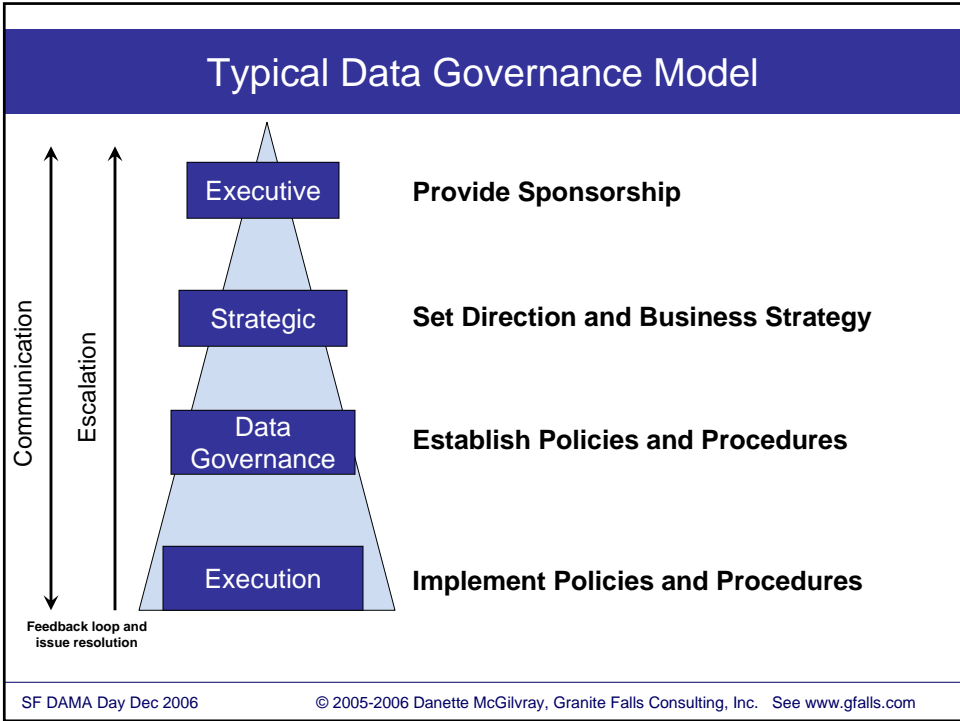 Typical Data Governance Model
Communication
Escalation
Executive
Provide Sponsorship
Strategic
Set Direction and Business Strategy
Data
Governance
Establish Policies and Procedures
Execution
Implement Policies and Procedures
Feedback loop and
issue resolution
SF DAMA Day Dec 2006
© 2005-2006 Danette McGilvray, Granite Falls Consulting, Inc. See www.gfalls.com